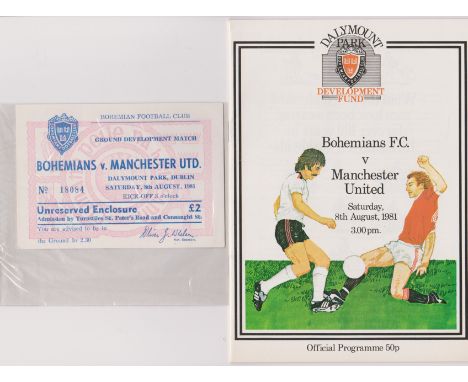 BOHEMIAN FOOTBALL CLUB
GROUND DEVELOPMENT MATCH
BOHEMIANS v. MANCHESTER UTD.
DALYMOUNT PARK, DUBLIN
SATURDAY, 8th AUGUST, 1981
KICK-OFF 3 o'clock
No 18084
Unreserved Enclosure £2
Admission by Turnstiles St. Peter's Road and Connaught St.
You are advised to be in
the Ground by 2.30
DALYMOUNT
PARK
DEVELOPMENT
FUND
Bohemians F.C.
v
Manchester
United
Saturday,
8th August, 1981
3.00pm.
Official Programme 50p